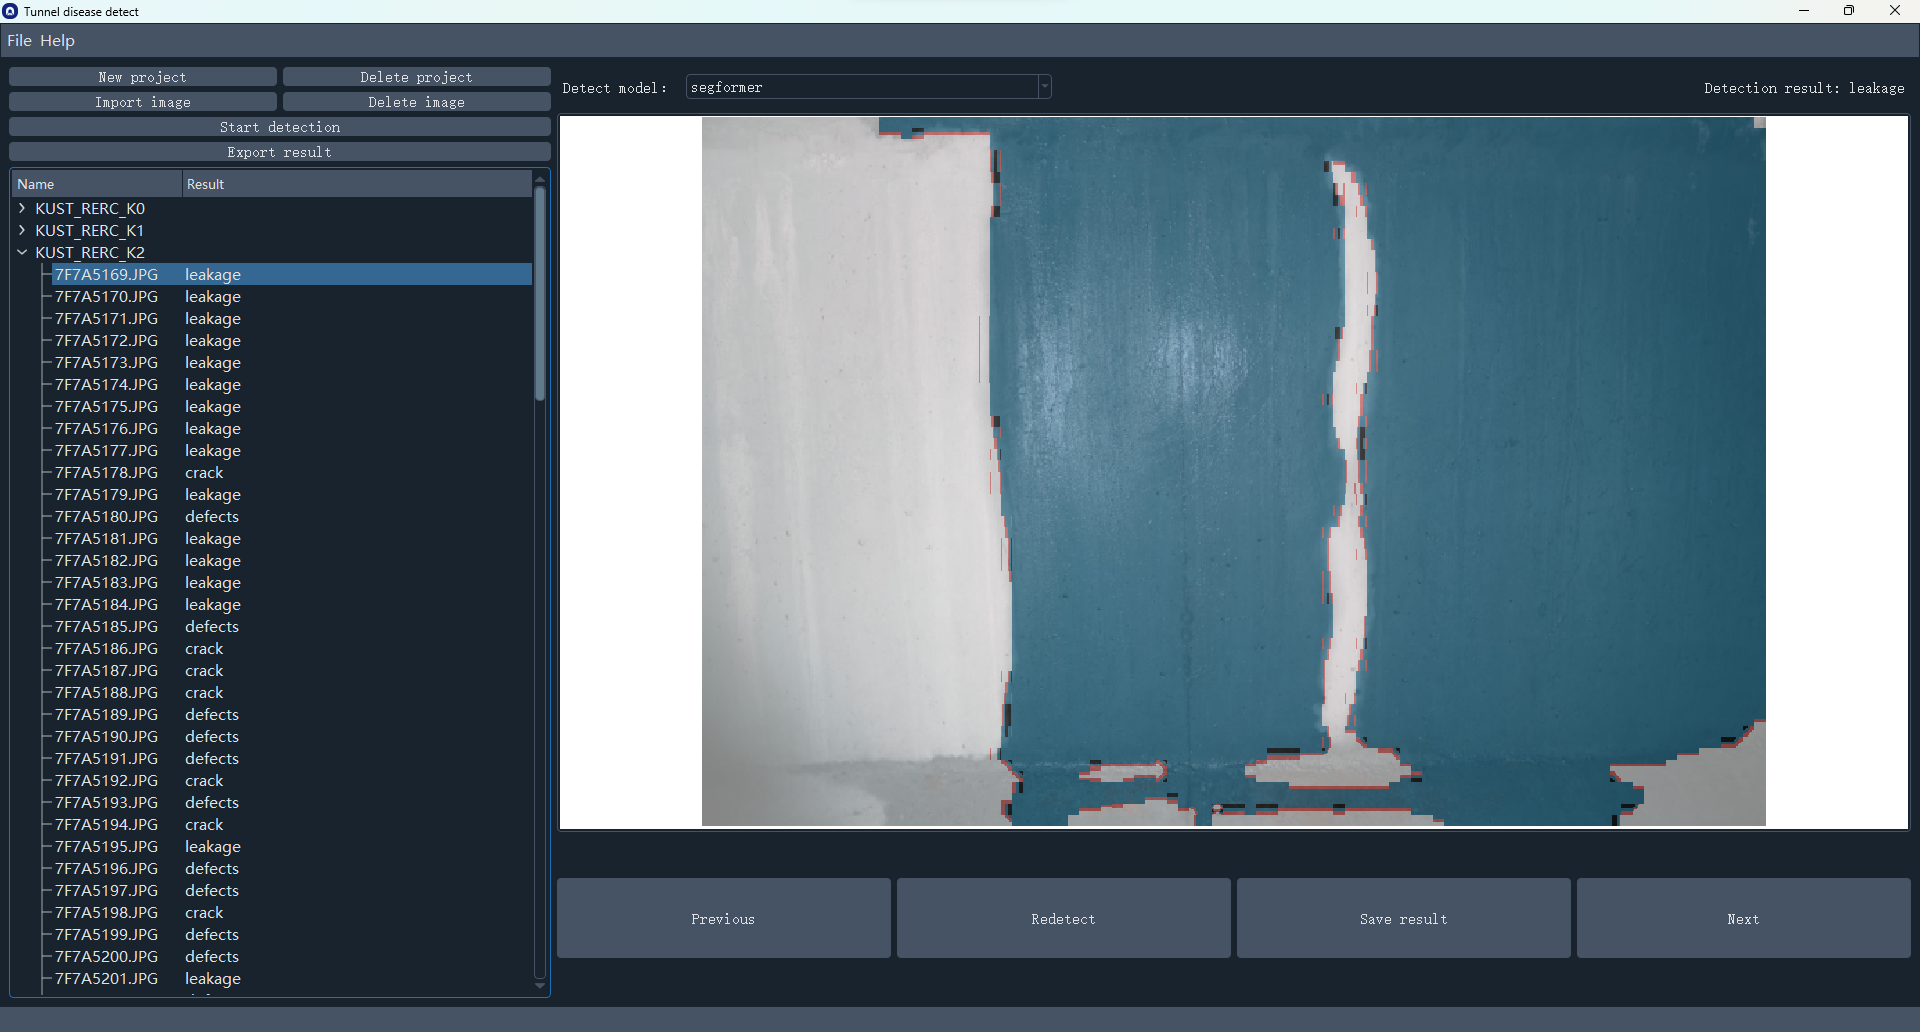 Tunnel disease detect
File Help
New project Delete project
Import image Delete image
Start detection
Export result
Detect model: segformer
Detection result: leakage
Name Result
KUST_RERC_K0
KUST_RERC_K1
KUST_RERC_K2
7F7A5169.JPG leakage
7F7A5170.JPG leakage
7F7A5171.JPG leakage
7F7A5172.JPG leakage
7F7A5173.JPG leakage
7F7A5174.JPG leakage
7F7A5175.JPG leakage
7F7A5176.JPG leakage
7F7A5177.JPG leakage
7F7A5178.JPG crack
7F7A5179.JPG leakage
7F7A5180.JPG defects
7F7A5181.JPG leakage
7F7A5182.JPG leakage
7F7A5183.JPG leakage
7F7A5184.JPG leakage
7F7A5185.JPG defects
7F7A5186.JPG crack
7F7A5187.JPG crack
7F7A5188.JPG crack
7F7A5189.JPG defects
7F7A5190.JPG defects
7F7A5191.JPG defects
7F7A5192.JPG crack
7F7A5193.JPG defects
7F7A5194.JPG crack
7F7A5195.JPG leakage
7F7A5196.JPG defects
7F7A5197.JPG defects
7F7A5198.JPG crack
7F7A5199.JPG defects
7F7A5200.JPG defects
7F7A5201.JPG leakage
Previous Redetect Save result Next